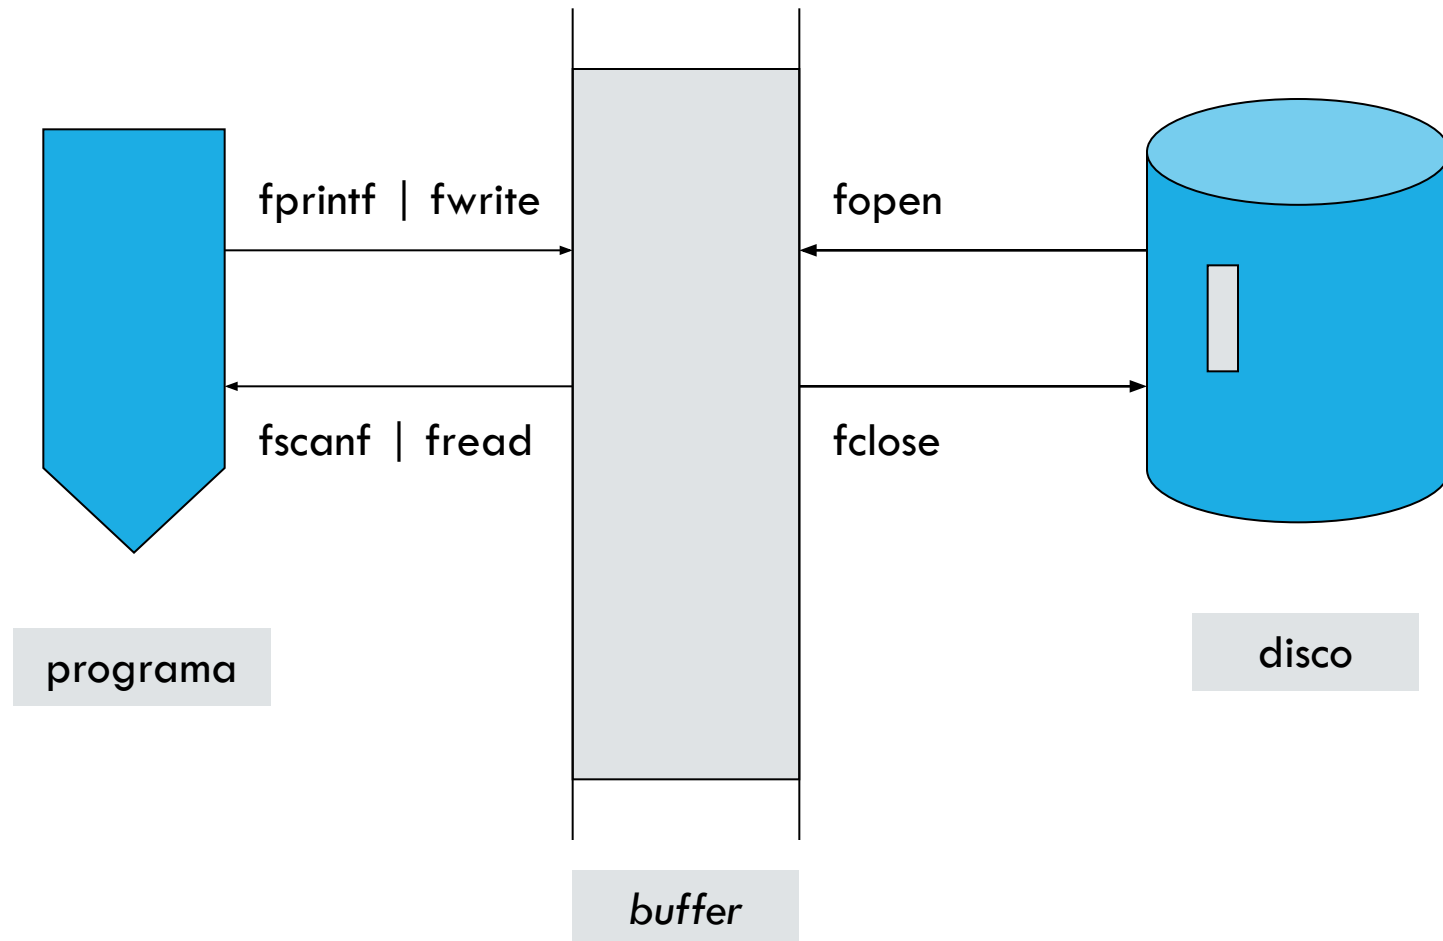 fprintf | fwrite
fopen
fscanf | fread
fclose
programa
disco
buffer